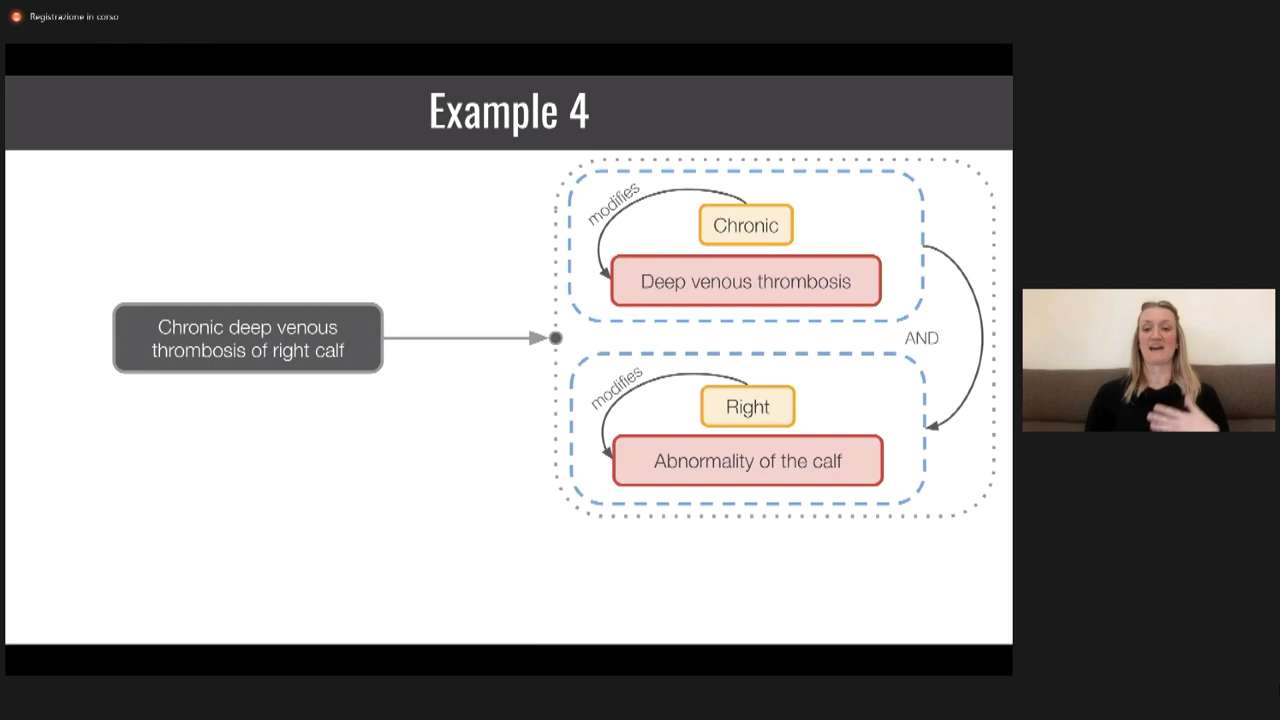 Registrazione in corso
Example 4
Chronic deep venous
thrombosis of right calf
modifies
Chronic
Deep venous thrombosis
AND
modifies
Right
Abnormality of the calf